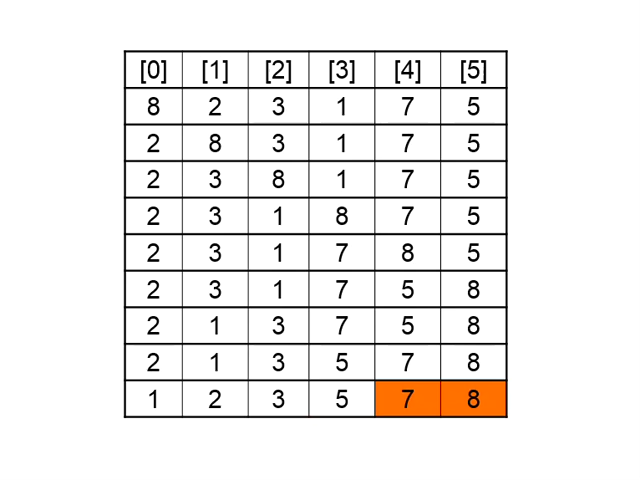 [0] [1] [2] [3] [4] [5]
8 2 3 1 7 5
2 8 3 1 7 5
2 3 8 1 7 5
2 3 1 8 7 5
2 3 1 7 8 5
2 3 1 7 5 8
2 1 3 7 5 8
2 1 3 5 7 8
1 2 3 5 7 8